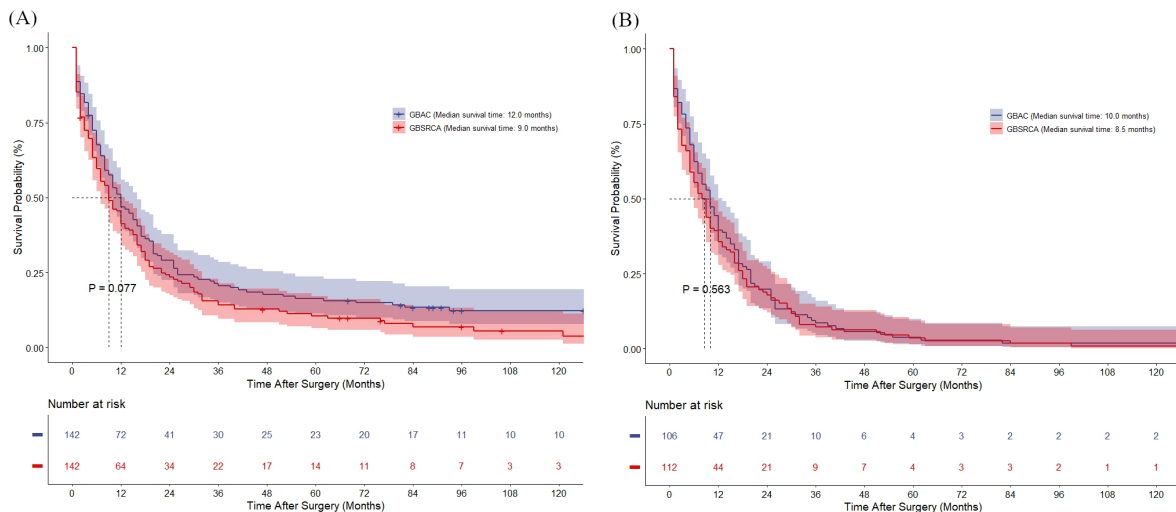 (A)
Survival Probability (%)
1.00
0.75
0.50
0.25
0.00
GBAC (Median survival time: 12.0 months)
GBSRCA (Median survival time: 9.0 months)
P = 0.077
0 12 24 36 48 60 72 84 96 108 120
Time After Surgery (Months)
Number at risk
142 72 41 30 25 23 20 17 11 10 10
142 64 34 22 17 14 11 8 7 3 3
0 12 24 36 48 60 72 84 96 108 120
Time After Surgery (Months)
(B)
Survival Probability (%)
1.00
0.75
0.50
0.25
0.00
GBAC (Median survival time: 10.0 months)
GBSRCA (Median survival time: 8.5 months)
P = 0.563
0 12 24 36 48 60 72 84 96 108 120
Time After Surgery (Months)
Number at risk
106 47 21 10 6 4 3 2 2 2 2
112 44 21 9 7 4 3 3 2 1 1
0 12 24 36 48 60 72 84 96 108 120
Time After Surgery (Months)